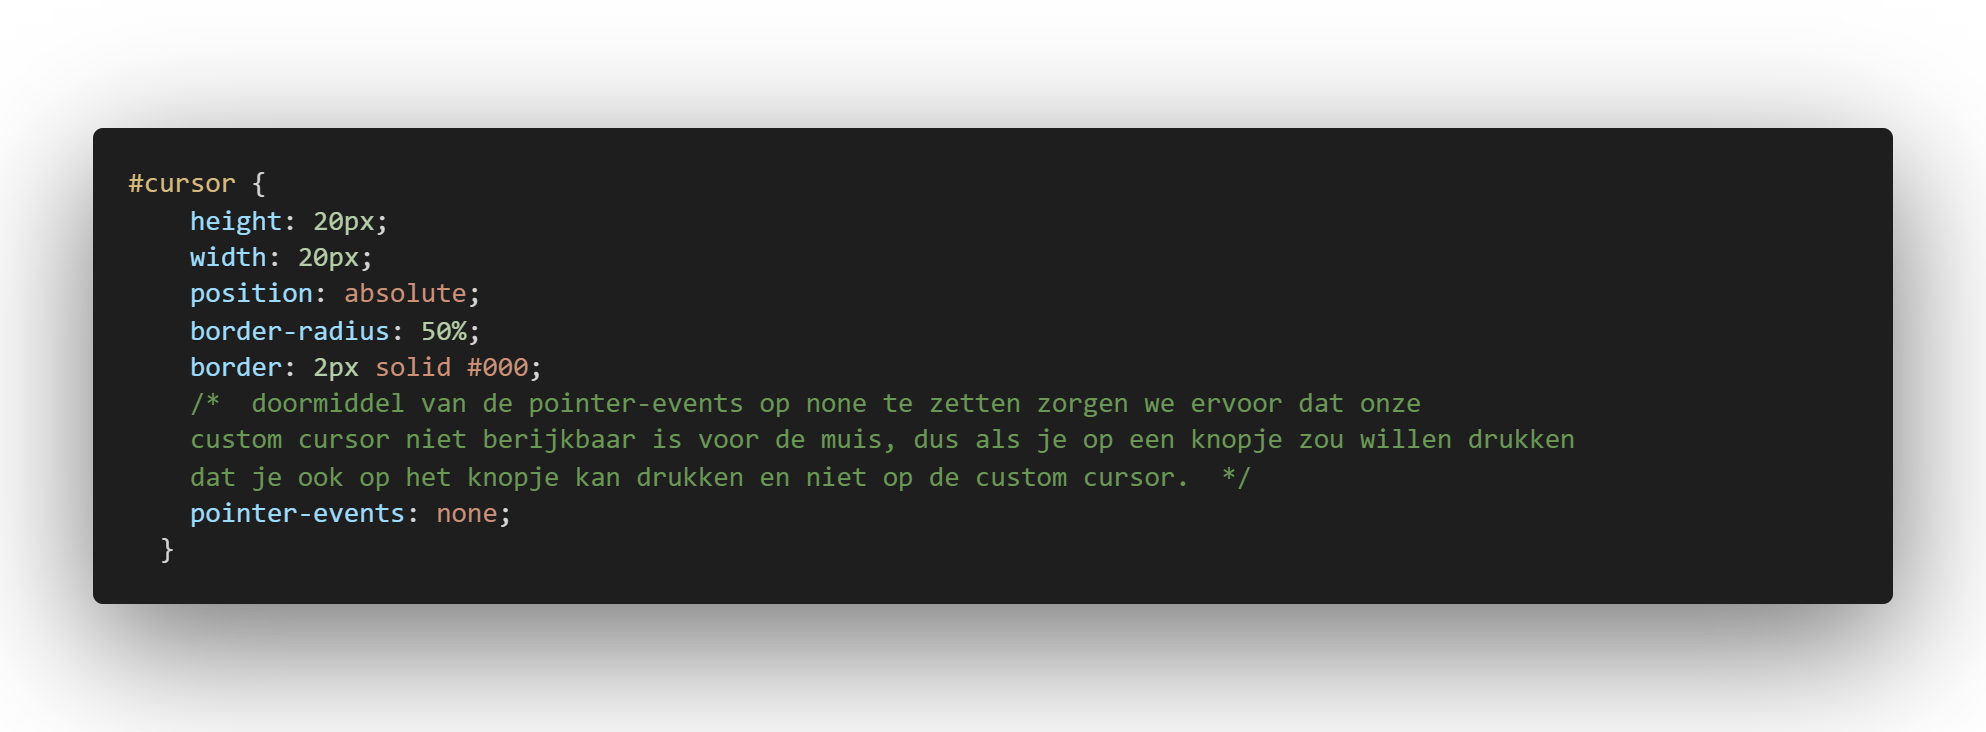 #cursor {
    height: 20px;
    width: 20px;
    position: absolute;
    border-radius: 50%;
    border: 2px solid #000;
    /*  doormiddel van de pointer-events op none te zetten zorgen we ervoor dat onze
    custom cursor niet berijkbaar is voor de muis, dus als je op een knopje zou willen drukken
    dat je ook op het knopje kan drukken en niet op de custom cursor.  */
    pointer-events: none;
  }